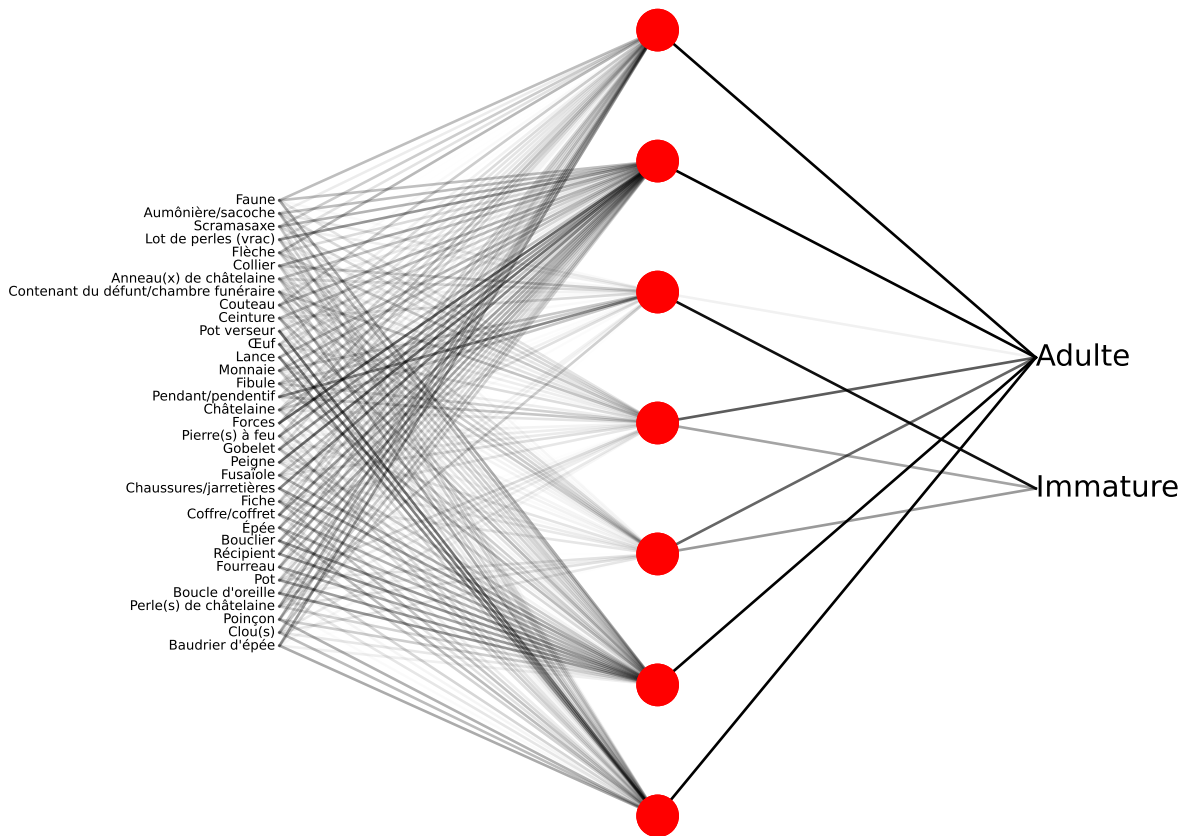 Faune
Aumônière/sacoche
Scramasaxe
Lot de perles (vrac)
Flèche
Collier
Anneau(x) de châtelaine
Contenant du défunt/chambre funéraire
Couteau
Ceinture
Pot verseur
Œuf
Lance
Monnaie
Fibule
Pendant/pendentif
Châtelaine
Forces
Pierre(s) à feu
Gobelet
Peigne
Fusaïole
Chaussures/jarretières
Fiche
Coffre/coffret
Épée
Bouclier
Récipient
Fourreau
Pot
Boucle d'oreille
Perle(s) de châtelaine
Poinçon
Clou(s)
Baudrier d'épée
Adulte
Immature